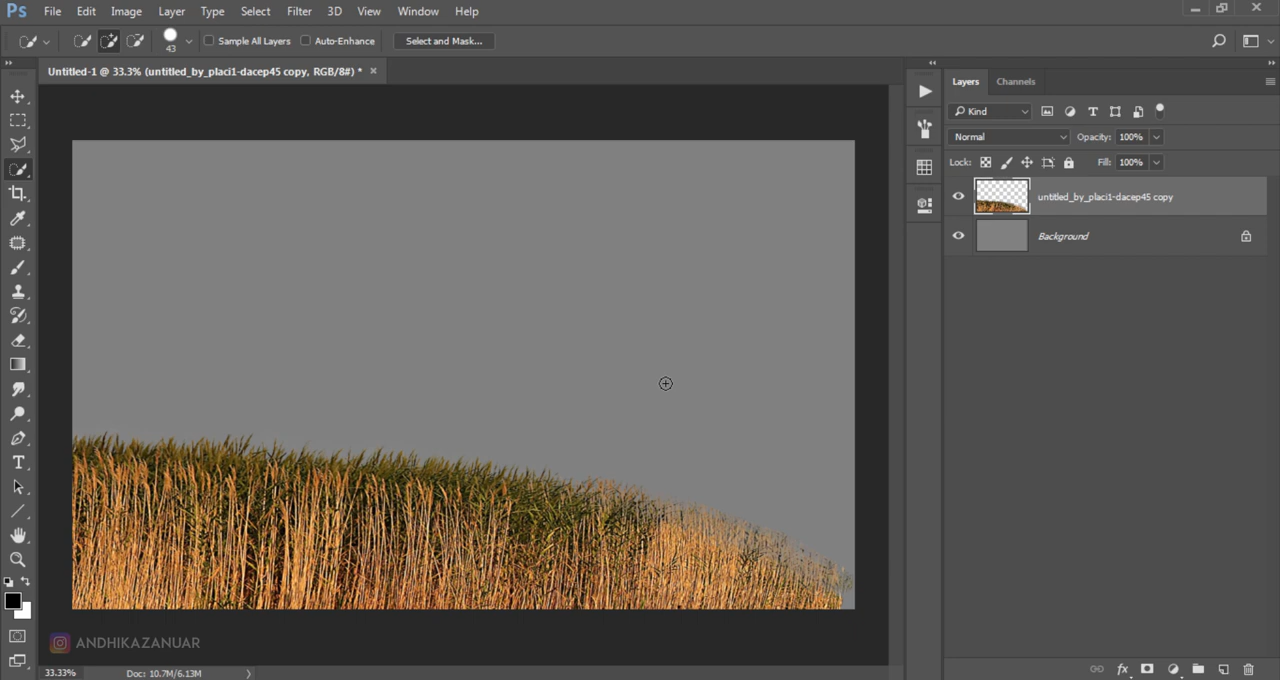 Ps File Edit Image Layer Type Select Filter 3D View Window Help
43 Sample All Layers Auto-Enhance Select and Mask...
Untitled-1 @ 33.3% (untitled_by_placi1-dacep45 copy, RGB/8#) *
Layers Channels
Kind
Normal Opacity: 100%
Lock: Fill: 100%
untitled_by_placi1-dacep45 copy
Background
ANDHIKAZANUAR
33.33% Doc: 10.7M/6.13M
fx